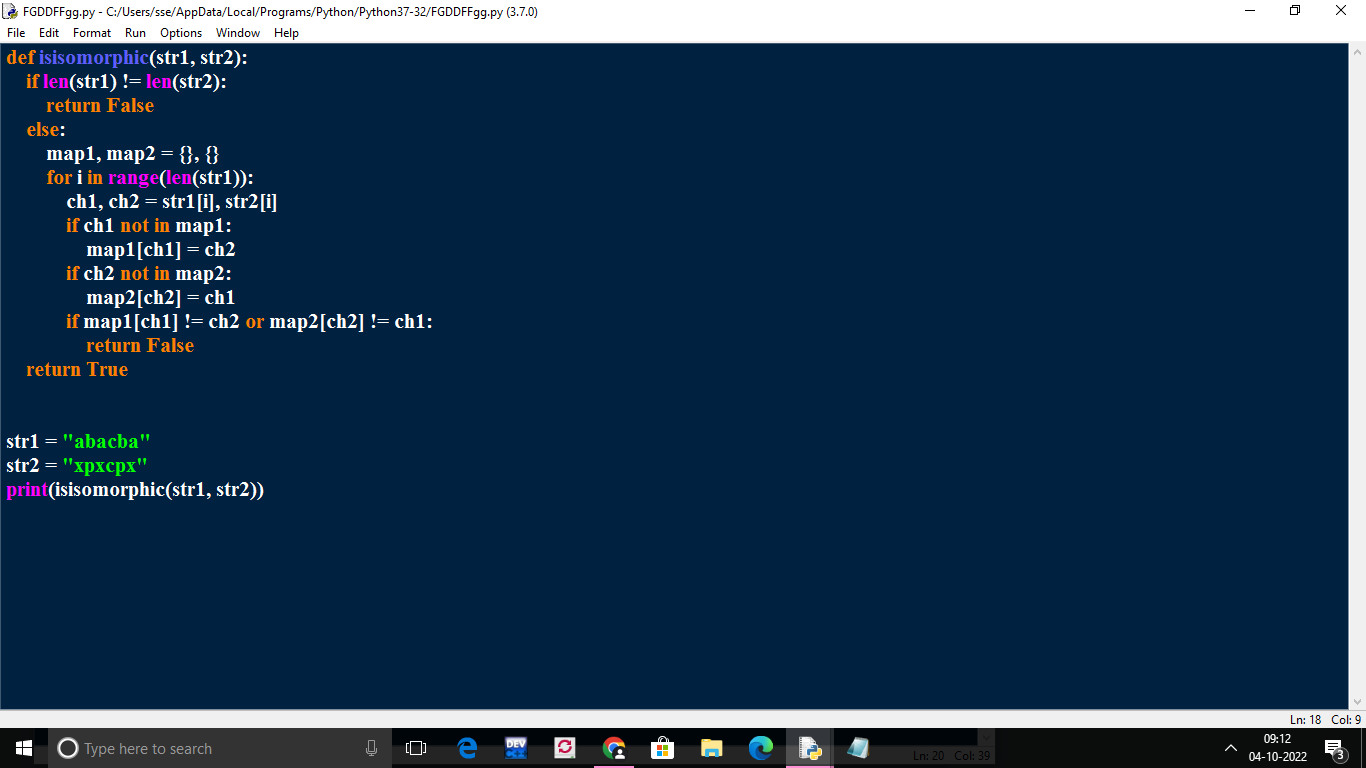 FGDDFFgg.py - C:/Users/sse/AppData/Local/Programs/Python/Python37-32/FGDDFFgg.py (3.7.0)
File Edit Format Run Options Window Help
def isisomorphic(str1, str2):
    if len(str1) != len(str2):
        return False
    else:
        map1, map2 = {}, {}
        for i in range(len(str1)):
            ch1, ch2 = str1[i], str2[i]
            if ch1 not in map1:
                map1[ch1] = ch2
            if ch2 not in map2:
                map2[ch2] = ch1
            if map1[ch1] != ch2 or map2[ch2] != ch1:
                return False
    return True
str1 = "abacba"
str2 = "xpxcpx"
print(isisomorphic(str1, str2))
Ln: 18 Col: 9
Type here to search
DEV
Ln: 20 Col: 39
09:12
04-10-2022
3